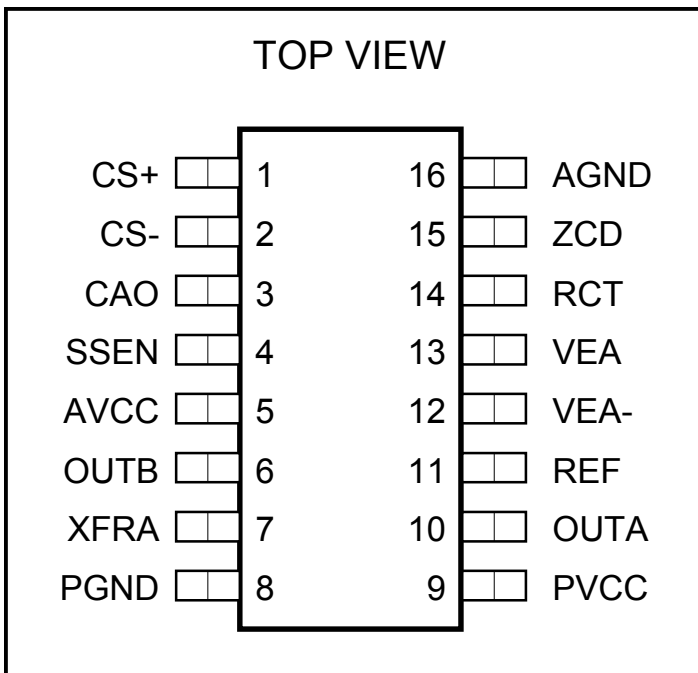 TOP VIEW
CS+ 1 16 AGND
CS- 2 15 ZCD
CAO 3 14 RCT
SSEN 4 13 VEA
AVCC 5 12 VEA-
OUTB 6 11 REF
XFRA 7 10 OUTA
PGND 8 9 PVCC